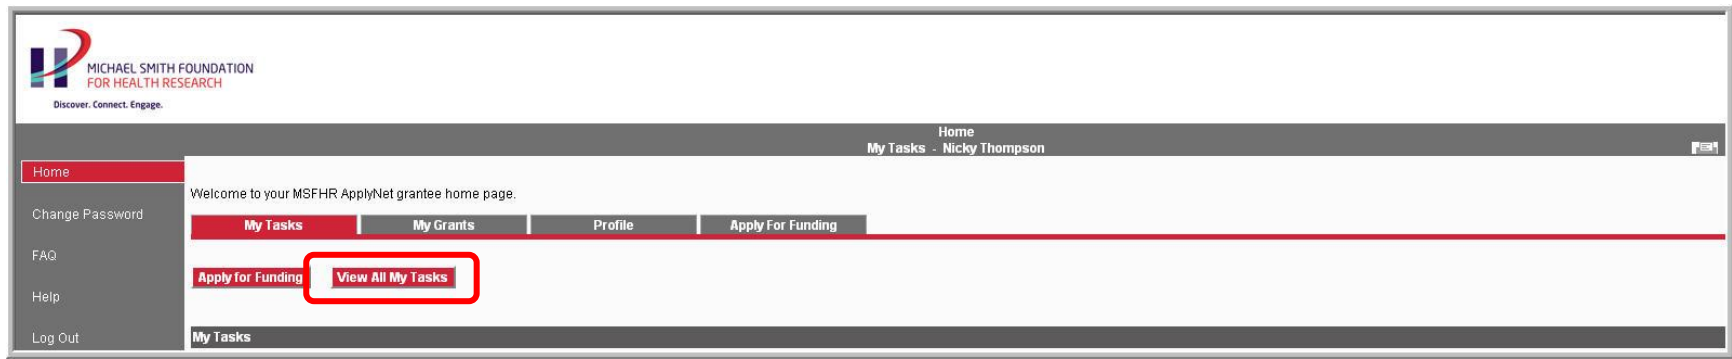 MICHAEL SMITH FOUNDATION
FOR HEALTH RESEARCH
Discover. Connect. Engage.
Home
My Tasks - Nicky Thompson
Home
Welcome to your MSFHR ApplyNet grantee home page.
Change Password
My Tasks My Grants Profile Apply For Funding
FAQ
Apply for Funding View All My Tasks
Help
Log Out
My Tasks